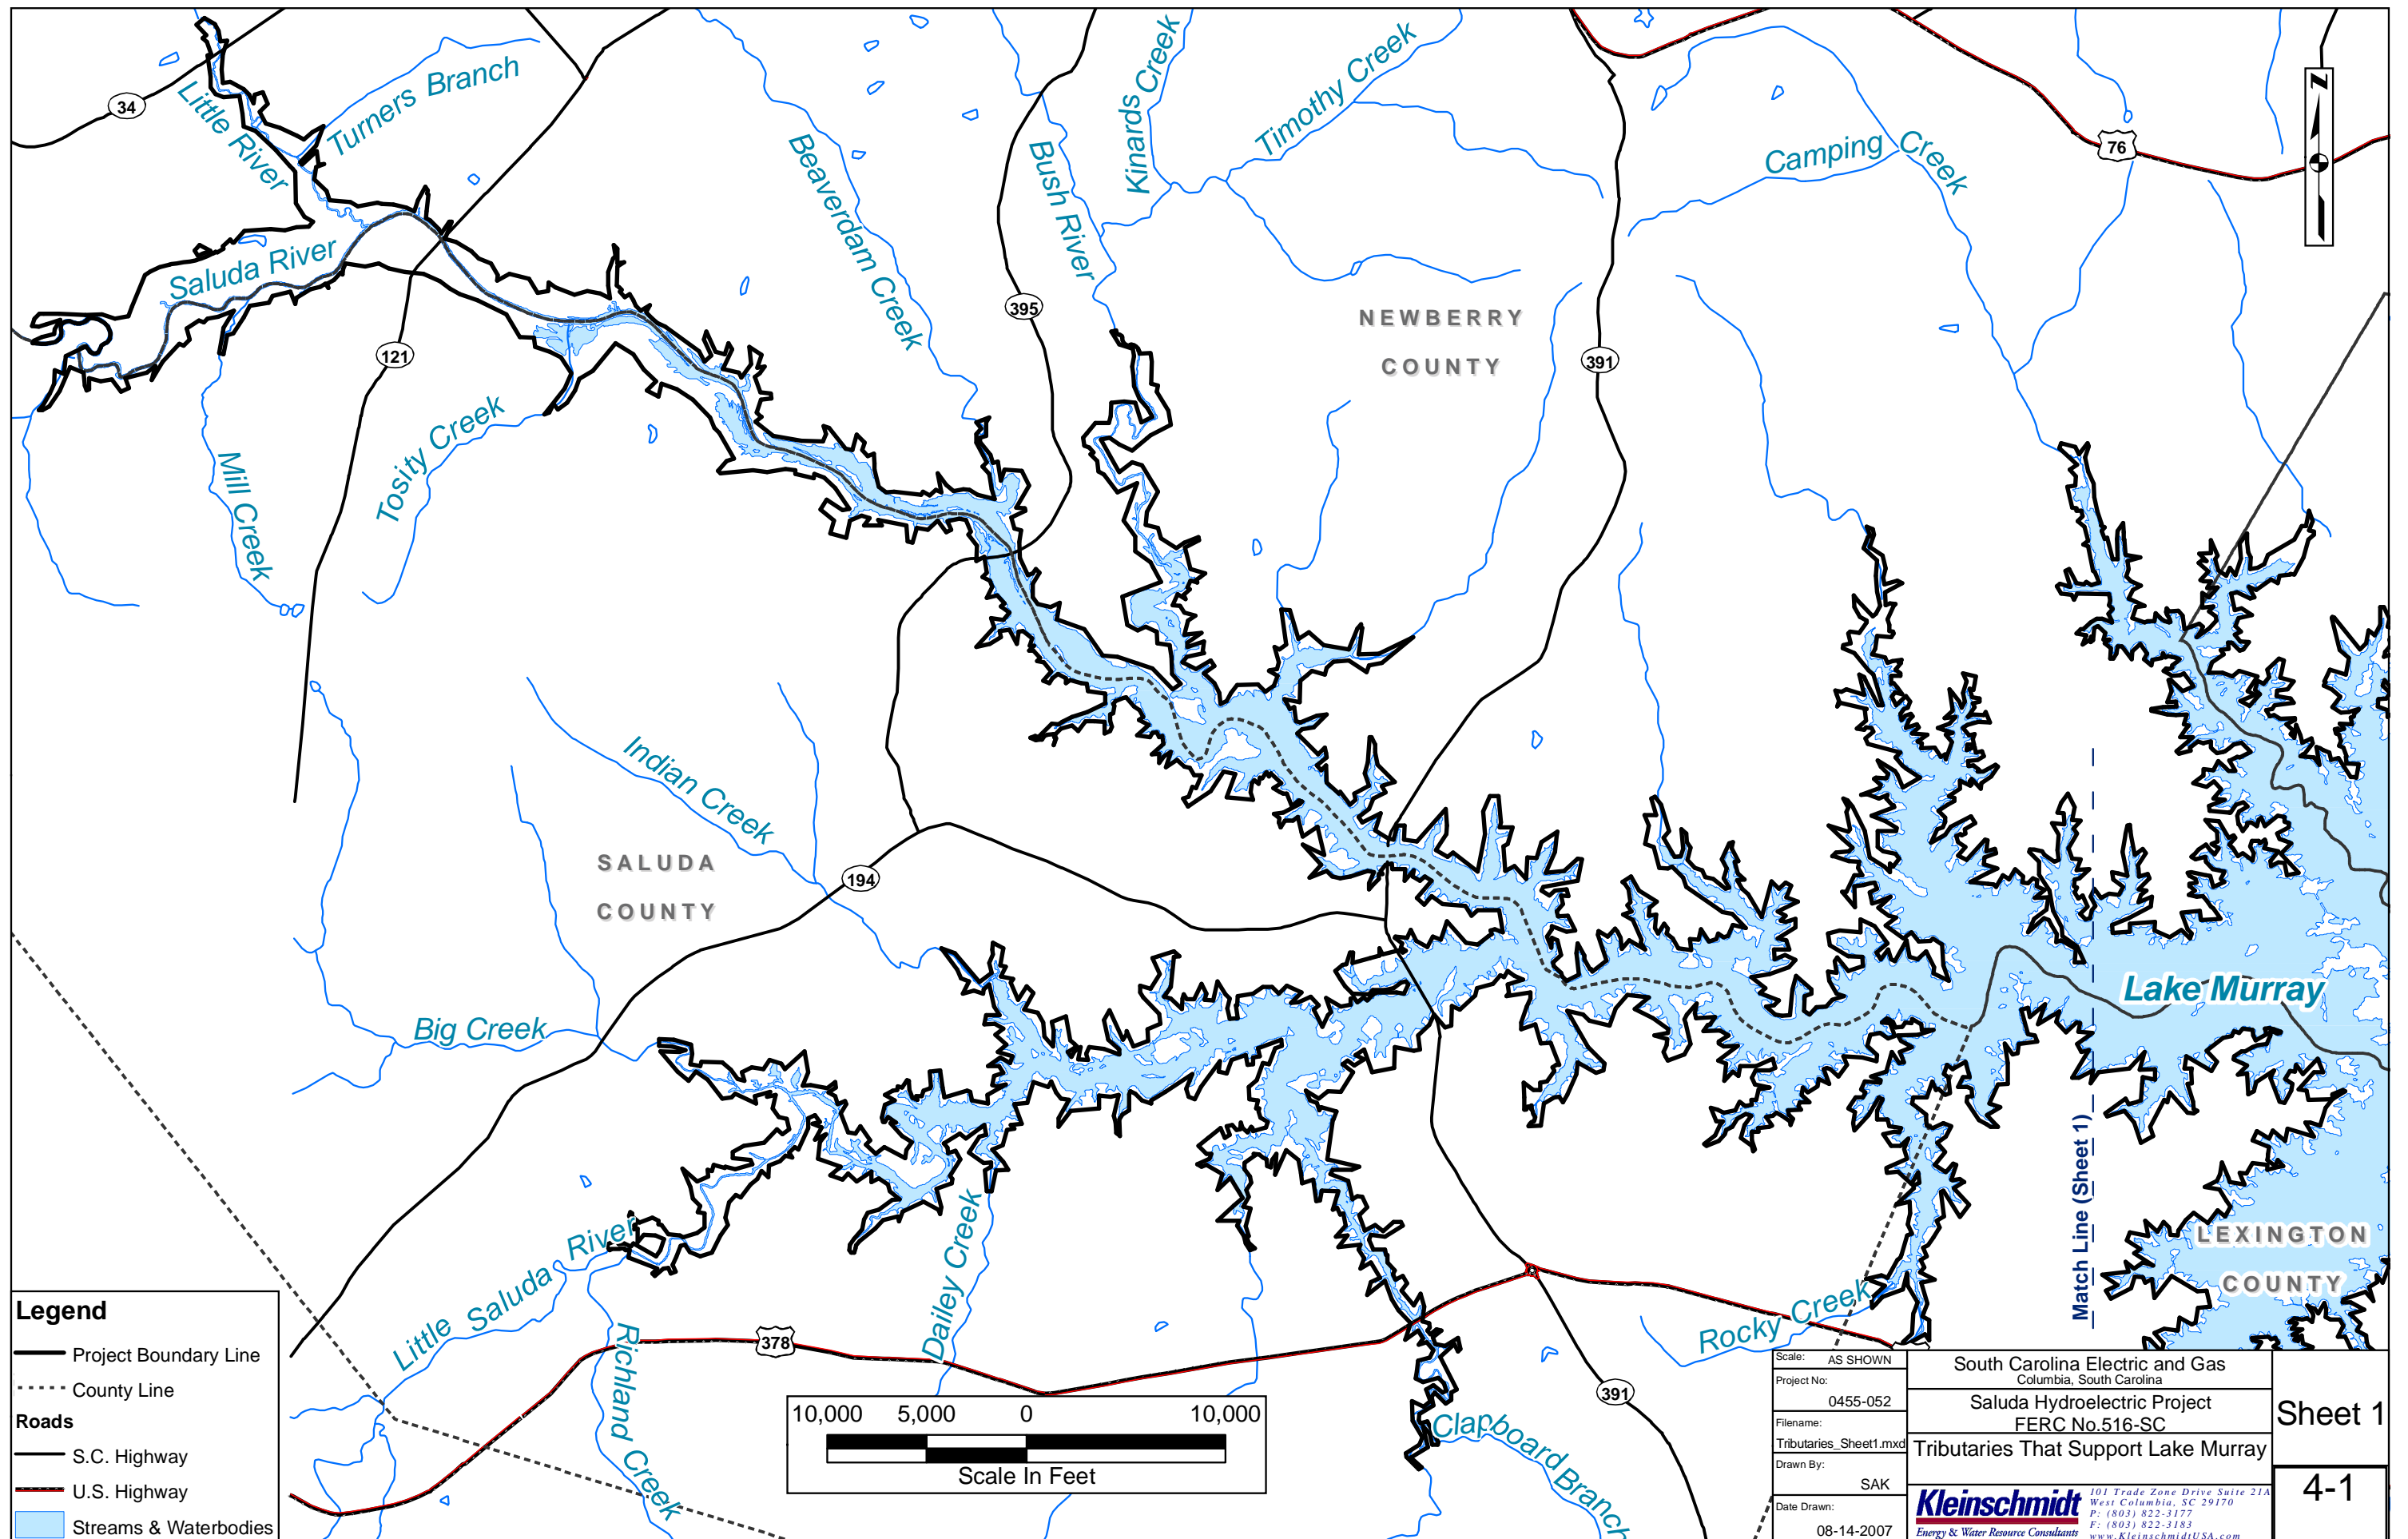 34
Little River
Turners Branch
Saluda River
121
Mill Creek
Tosity Creek
Beaverdam Creek
395
Bush River
Kinards Creek
Timothy Creek
NEWBERRY
COUNTY
391
Camping Creek
76
N
Indian Creek
SALUDA
COUNTY
194
Big Creek
Lake Murray
Match Line (Sheet 1)
LEXINGTON
COUNTY
Little Saluda River
Richland Creek
378
Dailey Creek
Rocky Creek
391
Clapboard Branch
Legend
Project Boundary Line
County Line
Roads
S.C. Highway
U.S. Highway
Streams & Waterbodies
10,000 5,000 0 10,000
Scale In Feet
Scale: AS SHOWN
Project No:
0455-052
Filename:
Tributaries_Sheet1.mxd
Drawn By:
SAK
Date Drawn:
08-14-2007
South Carolina Electric and Gas
Columbia, South Carolina
Saluda Hydroelectric Project
FERC No.516-SC
Tributaries That Support Lake Murray
Kleinschmidt
Energy & Water Resource Consultants
101 Trade Zone Drive Suite 21A
West Columbia, SC 29170
P: (803) 822-3177
F: (803) 822-3183
www.KleinschmidtUSA.com
Sheet 1
4-1